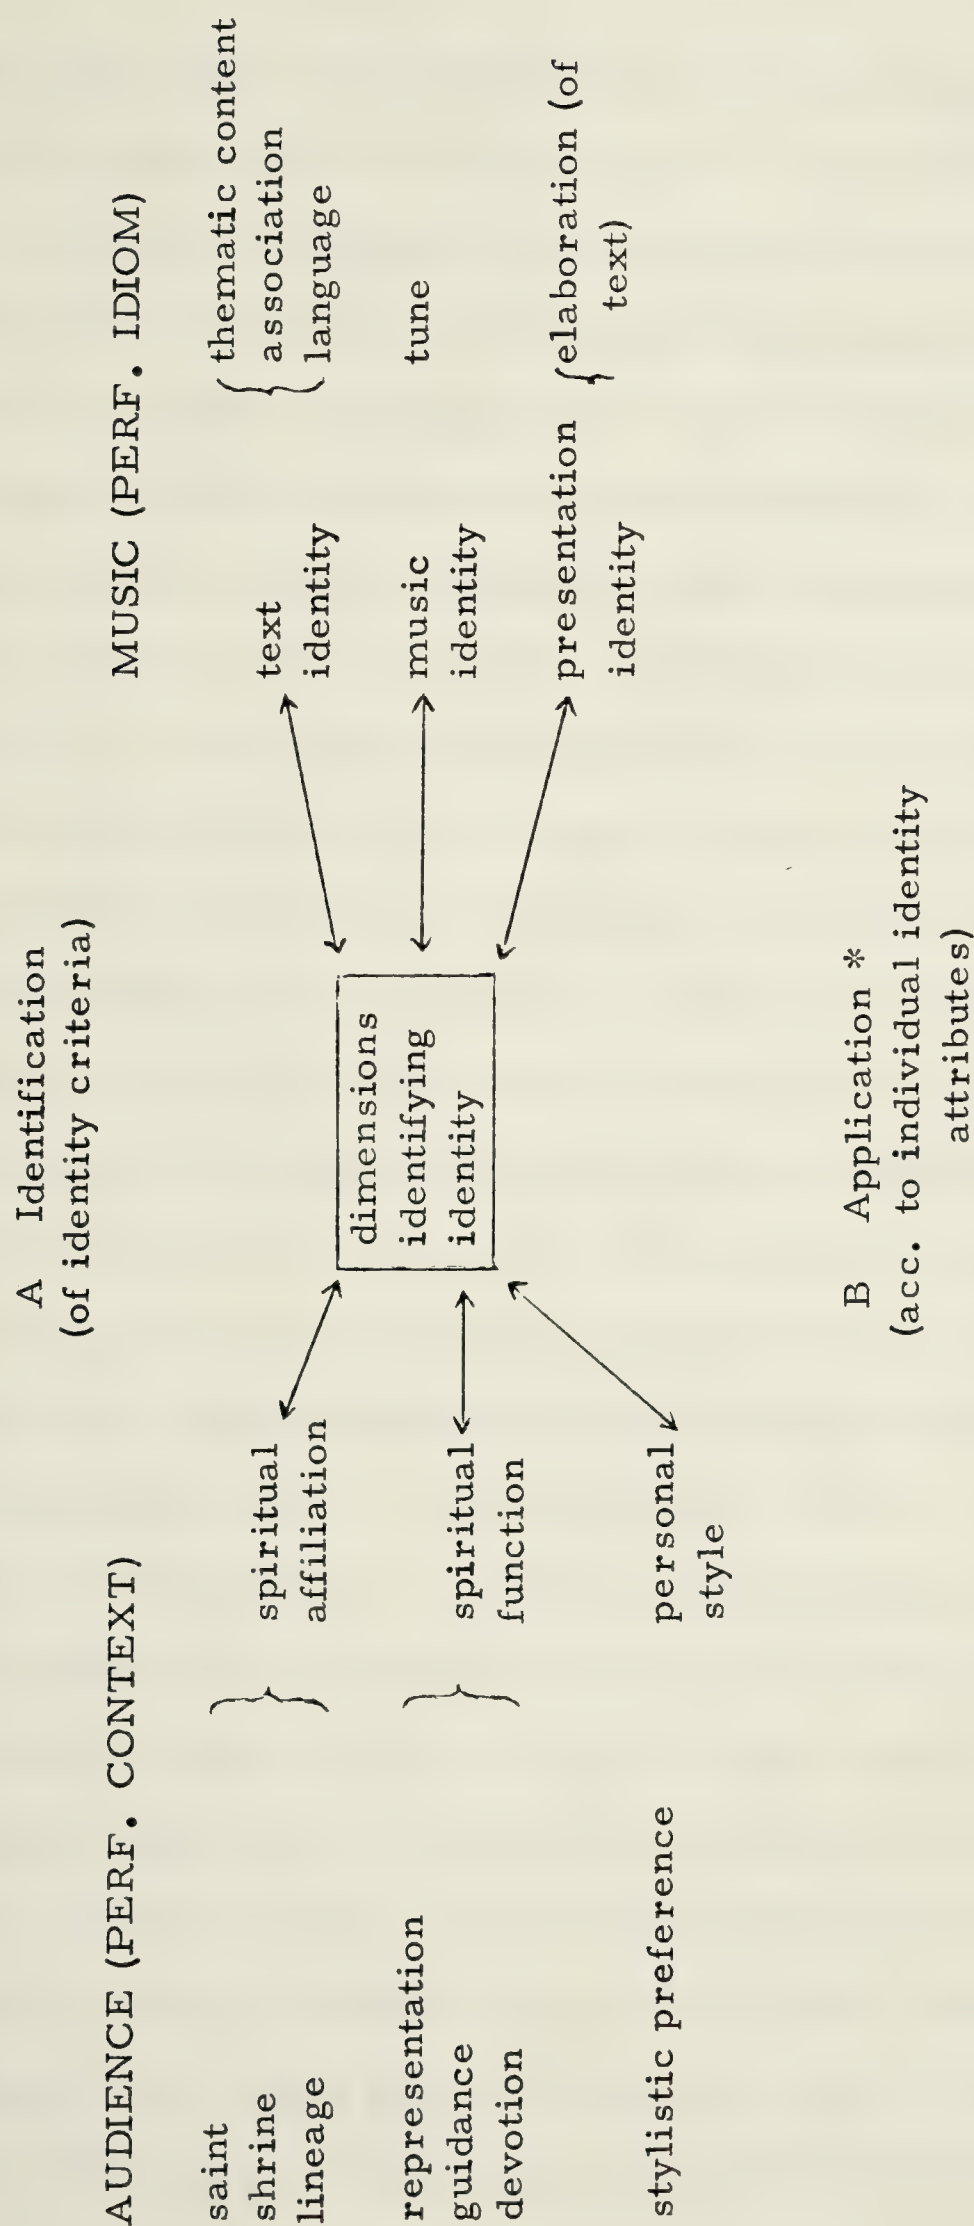 A Identification
(of identity criteria)
AUDIENCE (PERF. CONTEXT)
MUSIC (PERF. IDIOM)
saint
shrine
lineage
spiritual
affiliation
representation
guidance
devotion
spiritual
function
stylistic preference
personal
style
dimensions
identifying
identity
text
identity
thematic content
association
language
music
identity
tune
presentation
identity
elaboration (of
text)
B Application *
(acc. to individual identity
attributes)